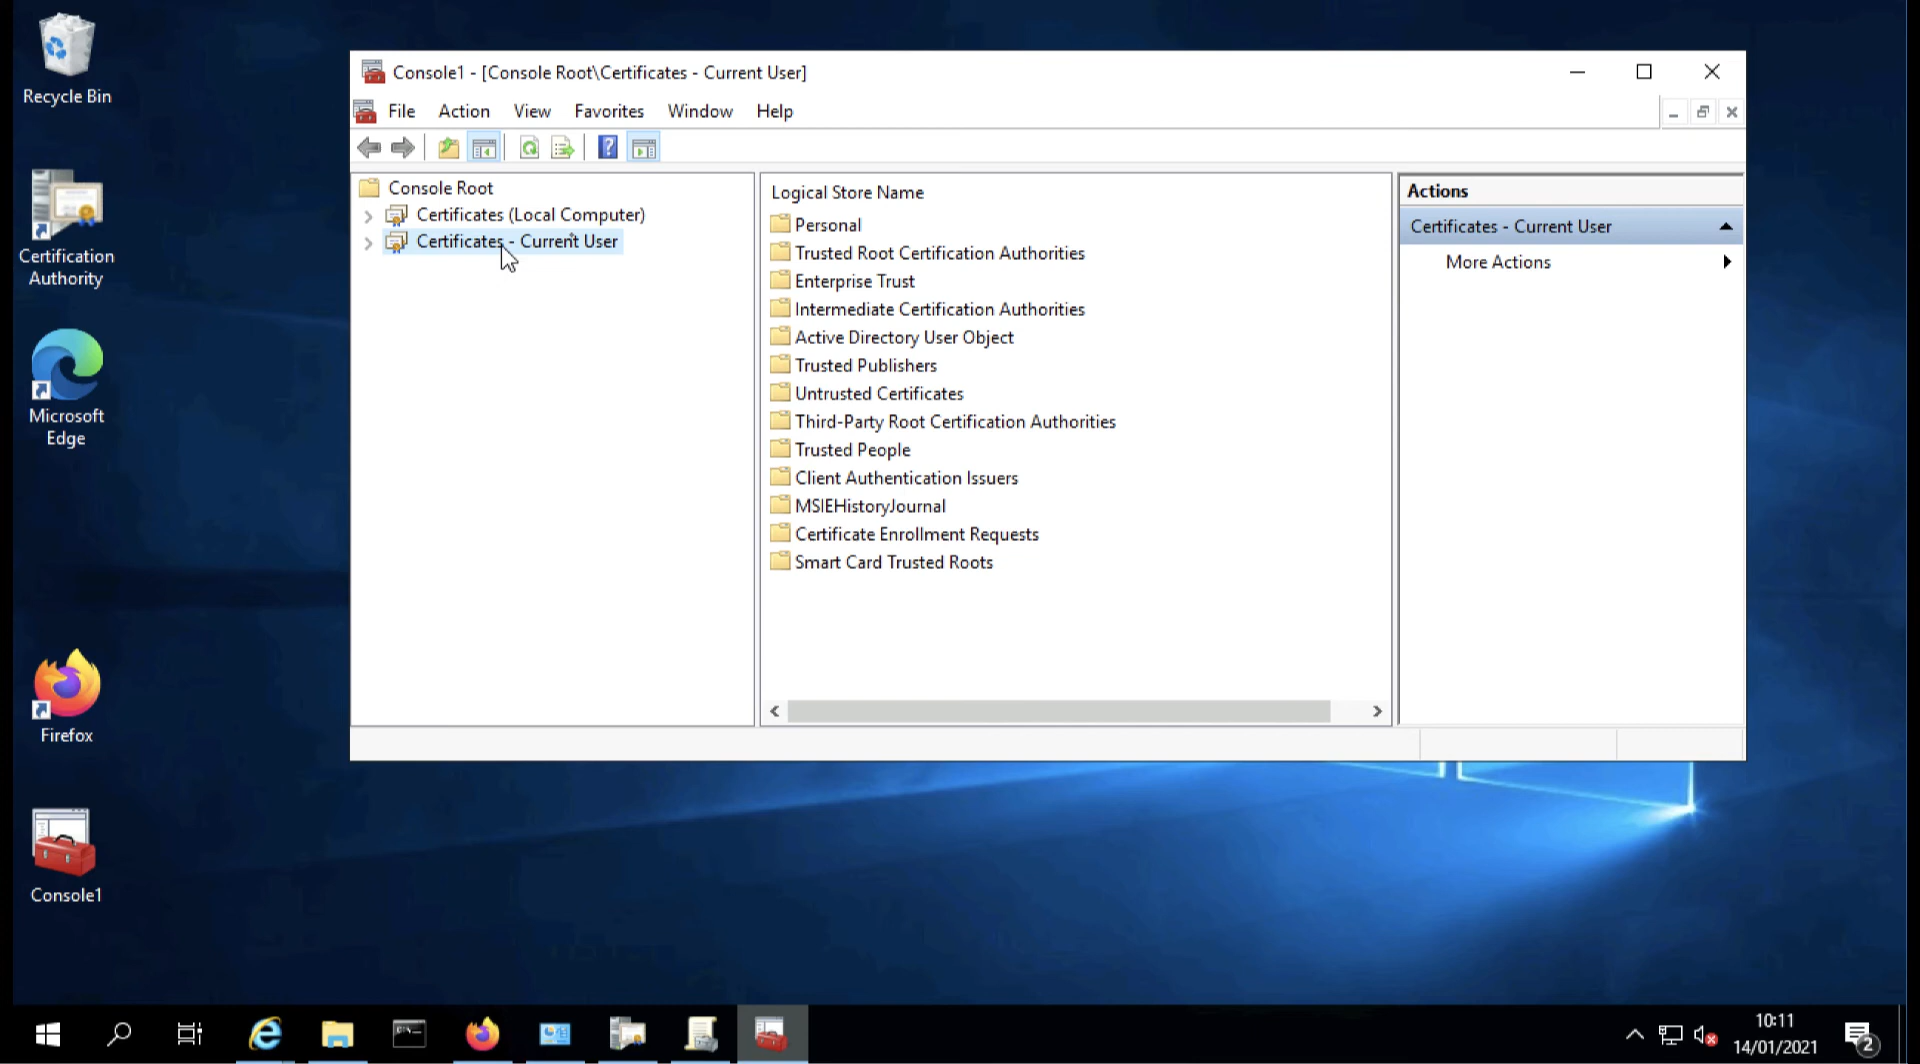 Recycle Bin
Certification
Authority
Microsoft
Edge
Firefox
Console1
Console1 - [Console Root\Certificates - Current User]
File Action View Favorites Window Help
Console Root
Certificates (Local Computer)
Certificates - Current User
Logical Store Name
Personal
Trusted Root Certification Authorities
Enterprise Trust
Intermediate Certification Authorities
Active Directory User Object
Trusted Publishers
Untrusted Certificates
Third-Party Root Certification Authorities
Trusted People
Client Authentication Issuers
MSIEHistoryJournal
Certificate Enrollment Requests
Smart Card Trusted Roots
Actions
Certificates - Current User
More Actions
10:11
14/01/2021
2